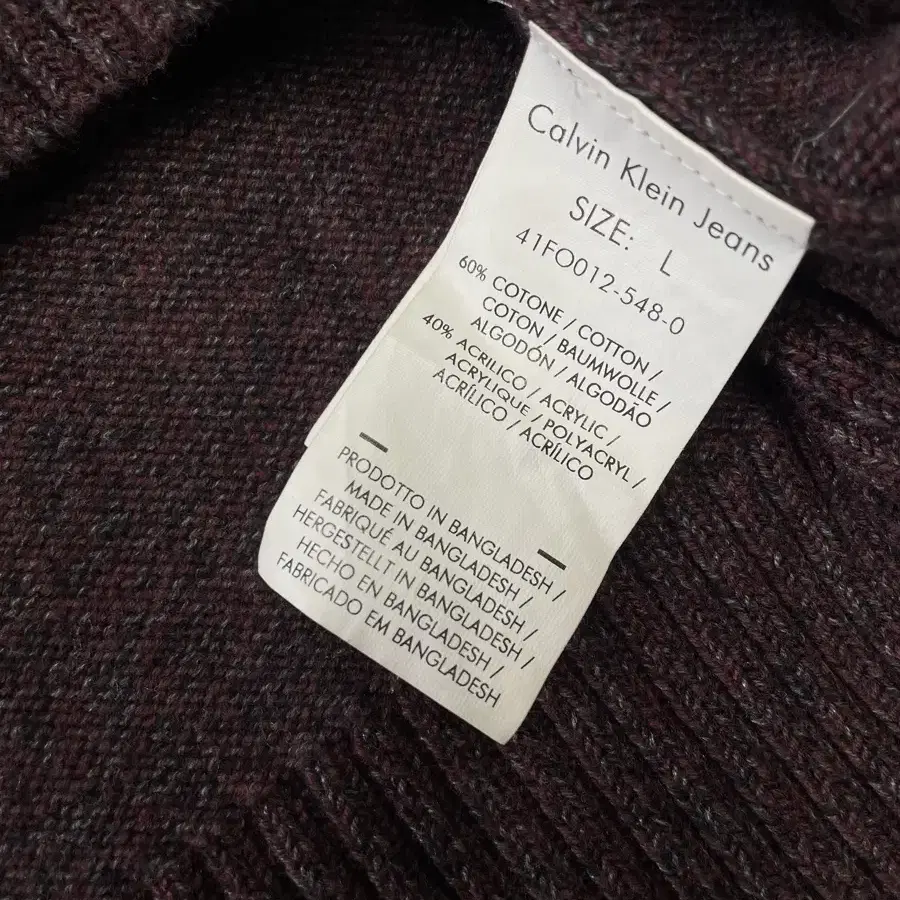 Calvin Klein Jeans
SIZE: L
41FO012-548-0
60% COTONE / COTTON /
COTON / BAUMWOLLE /
ALGODÓN / ALGODÃO
40% ACRILICO / ACRYLIC /
ACRYLIQUE / POLYACRYL /
ACRÍLICO / ACRÍLICO
PRODOTTO IN BANGLADESH /
MADE IN BANGLADESH /
FABRIQUÉ AU BANGLADESH /
HERGESTELLT IN BANGLADESH /
HECHO EN BANGLADESH /
FABRICADO EM BANGLADESH